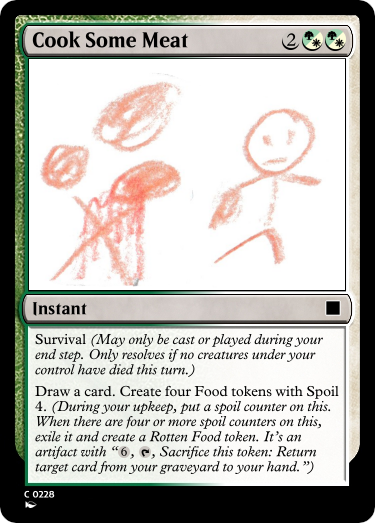 Cook Some Meat 2
Instant
Survival (May only be cast or played during your
end step. Only resolves if no creatures under your
control have died this turn.)
Draw a card. Create four Food tokens with Spoil
4. (During your upkeep, put a spoil counter on this.
When there are four or more spoil counters on this,
exile it and create a Rotten Food token. It's an
artifact with “6, , Sacrifice this token: Return
target card from your graveyard to your hand.”)
C 0228